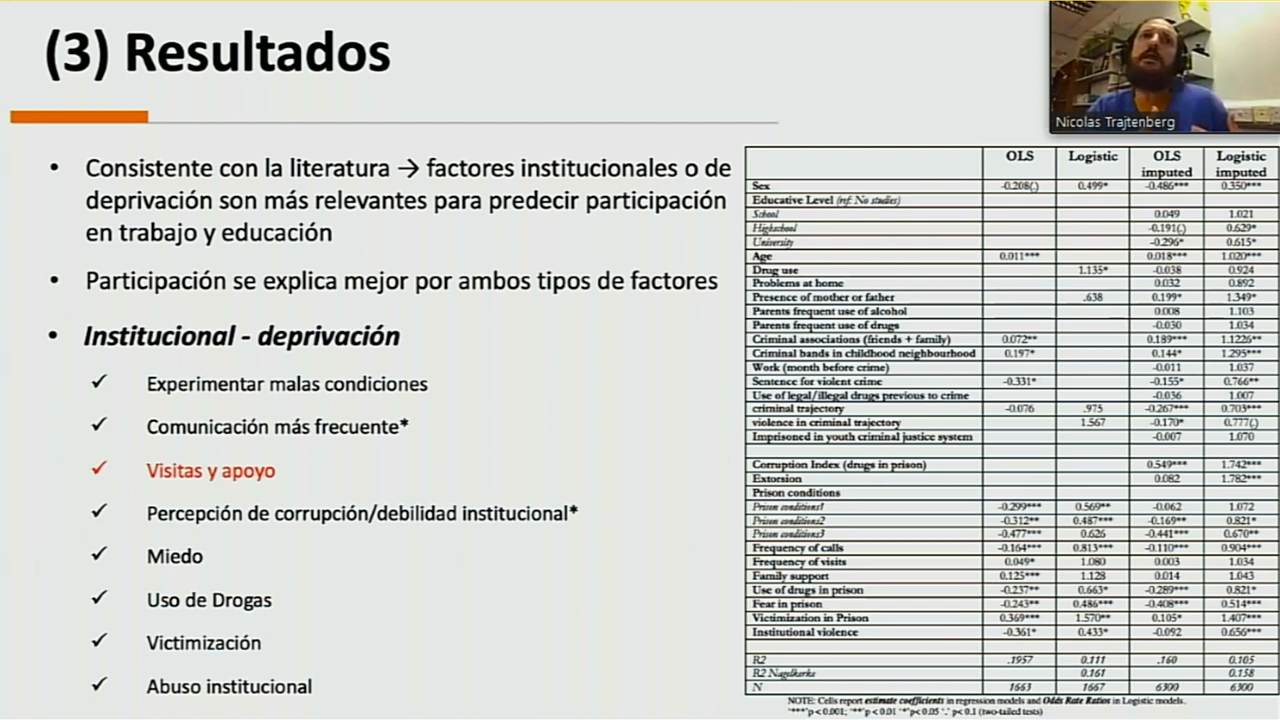 (3) Resultados
Nicolas Trajtenberg
• Consistente con la literatura → factores institucionales o de
deprivación son más relevantes para predecir participación
en trabajo y educación
• Participación se explica mejor por ambos tipos de factores
• Institucional - deprivación
✓ Experimentar malas condiciones
✓ Comunicación más frecuente*
✓ Visitas y apoyo
✓ Percepción de corrupción/debilidad institucional*
✓ Miedo
✓ Uso de Drogas
✓ Victimización
✓ Abuso institucional
OLS Logistic OLS imputed Logistic imputed
Sex -0.208(.) 0.499* -0.486*** 0.350***
Educative Level (ref: No studies)
School 0.049 1.021
Highschool -0.191(.) 0.629*
University -0.296* 0.615*
Age 0.011*** 0.018*** 1.020***
Drug use 1.135* -0.038 0.924
Problems at home 0.032 0.892
Presence of mother or father .638 0.199* 1.349*
Parents frequent use of alcohol 0.008 1.103
Parents frequent use of drugs -0.030 1.034
Criminal associations (friends + family) 0.072** 0.189*** 1.1226**
Criminal bands in childhood neighbourhood 0.197* 0.144* 1.295***
Work (month before crime) -0.011 1.037
Sentence for violent crime -0.331* -0.155* 0.766**
Use of legal/illegal drugs previous to crime -0.036 1.007
criminal trajectory -0.076 .975 -0.267*** 0.703***
violence in criminal trajectory 1.567 -0.170* 0.777(.)
Imprisoned in youth criminal justice system -0.007 1.070
Corruption Index (drugs in prison) 0.549*** 1.742***
Extorsion 0.082 1.782***
Prison conditions
Prison conditions1 -0.299*** 0.569** -0.062 1.072
Prison conditions2 -0.312** 0.487*** -0.169** 0.821*
Prison conditions3 -0.477*** 0.626 -0.441*** 0.670**
Frequency of calls -0.164*** 0.813*** -0.110*** 0.904***
Frequency of visits 0.049* 1.080 0.003 1.034
Family support 0.125*** 1.128 0.014 1.043
Use of drugs in prison -0.237** 0.663* -0.289*** 0.821*
Fear in prison -0.243** 0.486*** -0.408*** 0.514***
Victimization in Prison 0.369*** 1.570** 0.105* 1.407***
Institutional violence -0.361* 0.433* -0.092 0.656***
R2 .1957 0.111 .160 0.105
R2 Nagelkerke 0.161 0.158
N 1663 1667 6300 6300
NOTE: Cells report estimate coefficients in regression models and Odds Rate Ratios in Logistic models.
'***'p < 0.001; '**'p < 0.01 '*'p< 0.05 '.' p< 0.1 (two-tailed tests)